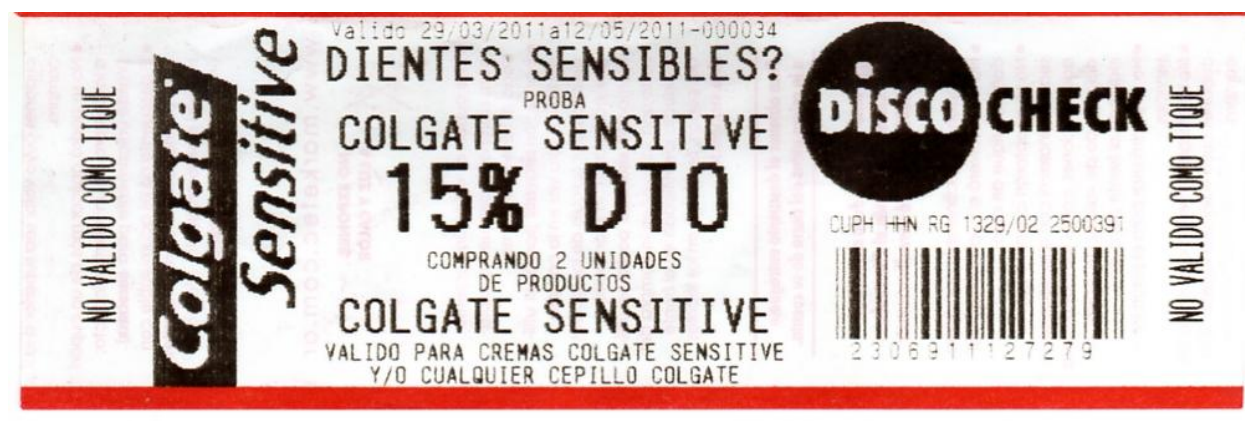 NO VALIDO COMO TIQUE
Colgate
Sensitive
Valido 29/03/2011a12/05/2011-000034
DIENTES SENSIBLES?
PROBA
COLGATE SENSITIVE
15% DTO
COMPRANDO 2 UNIDADES
DE PRODUCTOS
COLGATE SENSITIVE
VALIDO PARA CREMAS COLGATE SENSITIVE
Y/O CUALQUIER CEPILLO COLGATE
DISCO CHECK
CUPH HHN RG 1329/02 2500391
2306911127279
NO VALIDO COMO TIQUE